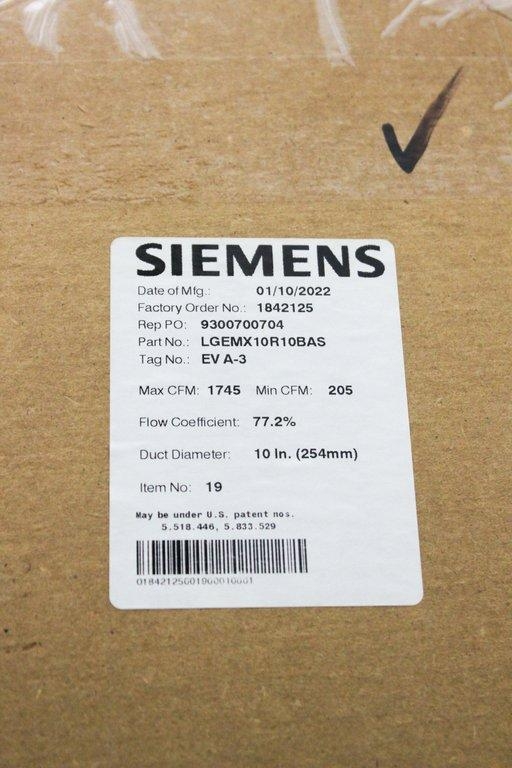 SIEMENS
Date of Mfg.: 01/10/2022
Factory Order No.: 1842125
Rep PO: 9300700704
Part No.: LGEMX10R10BAS
Tag No.: EV A-3
Max CFM: 1745 Min CFM: 205
Flow Coefficient: 77.2%
Duct Diameter: 10 In. (254mm)
Item No: 19
May be under U.S. patent nos.
5.518.446, 5.833.529